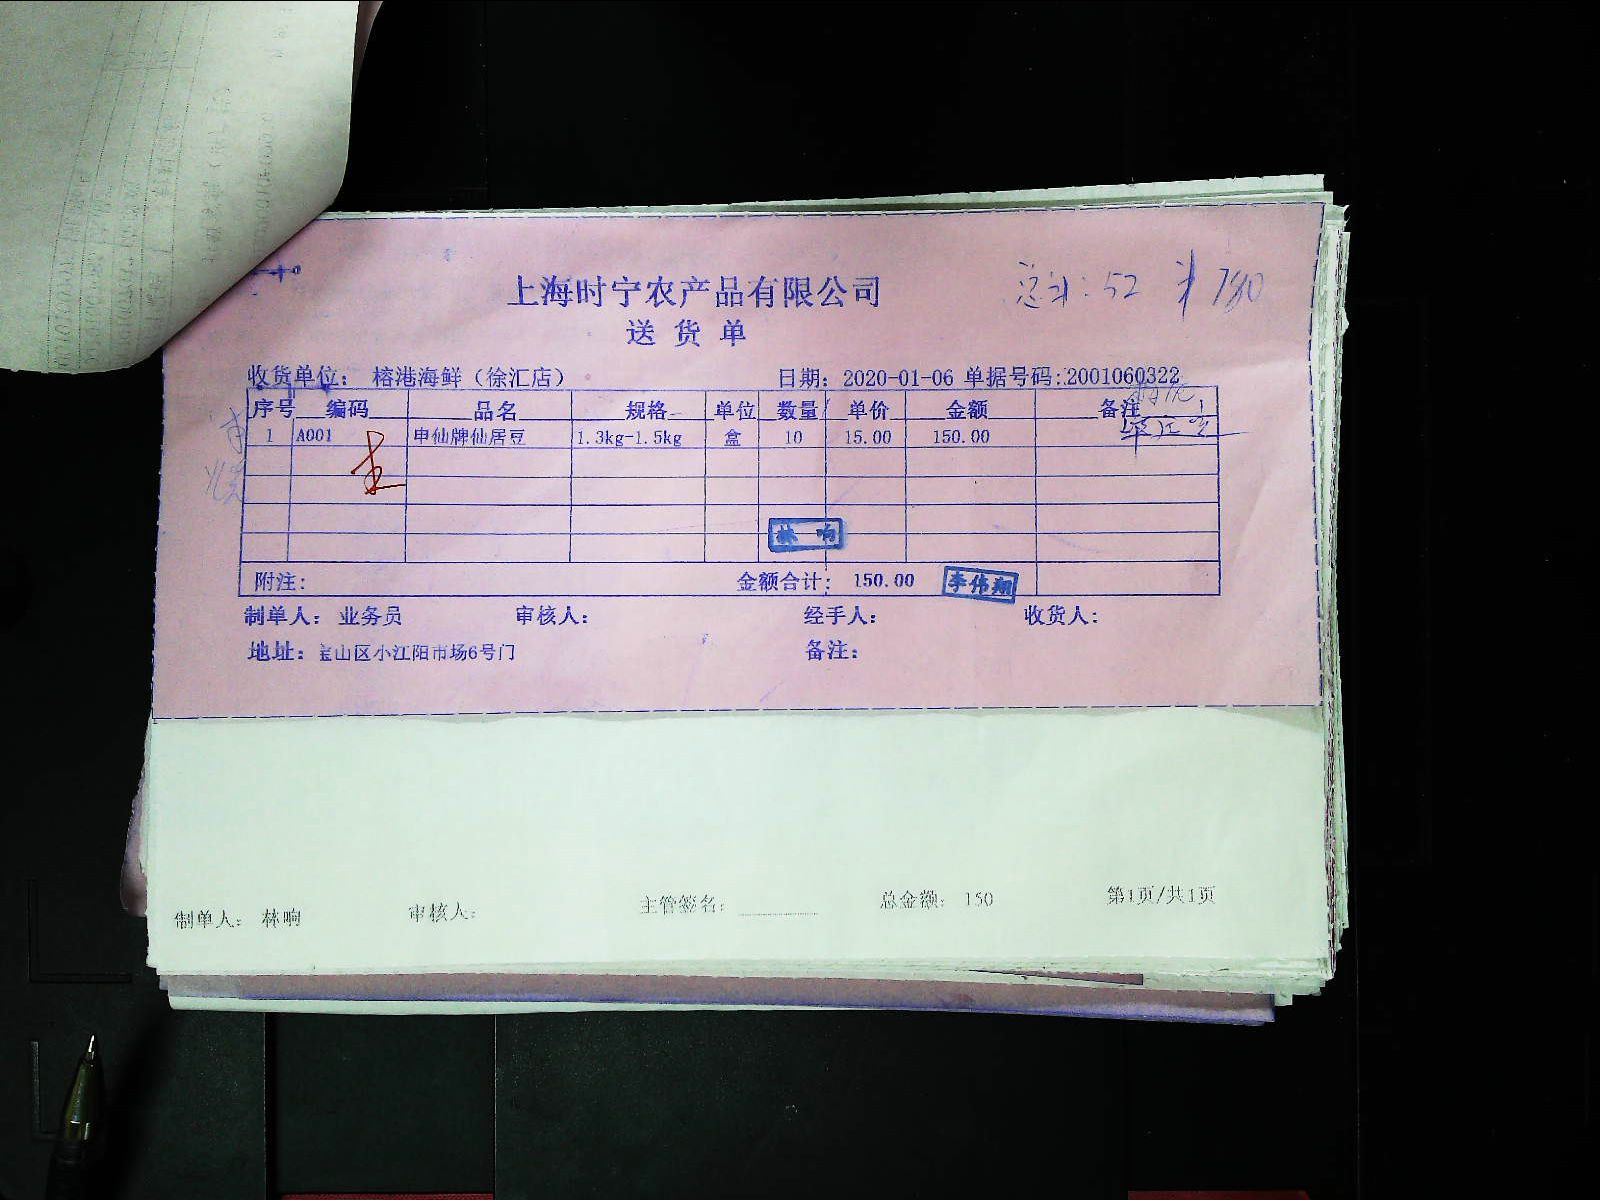 上海时宁农产品有限公司
总计:52 780
送货单
收货单位: 榕港海鲜(徐汇店) 日期: 2020-01-06 单据号码:2001060322
序号 编码 品名 规格 单位 数量 单价 金额 备注
1 A001 申仙牌仙居豆 1.3kg-1.5kg 盒 10 15.00 150.00
林响
附注: 金额合计: 150.00 李伟翔
制单人: 业务员 审核人: 经手人: 收货人:
地址: 宝山区小江阳市场6号门 备注:
制单人: 林响 审核人: 主管签名: 总金额: 150 第1页/共1页